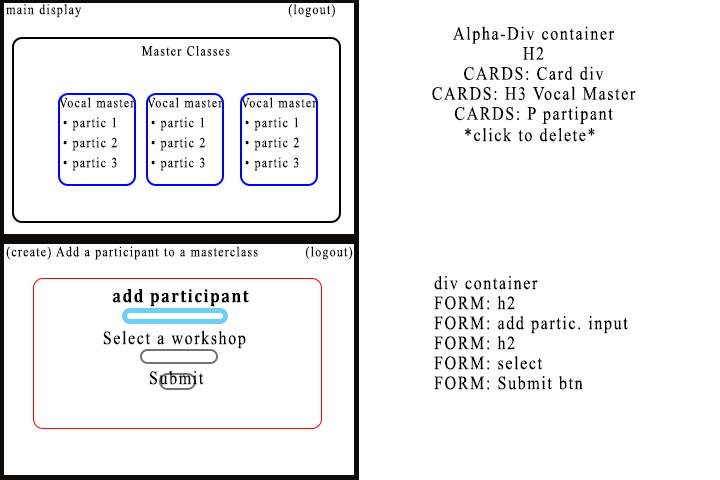 main display (logout)
Master Classes
Vocal master Vocal master Vocal master
• partic 1 • partic 1 • partic 1
• partic 2 • partic 2 • partic 2
• partic 3 • partic 3 • partic 3
Alpha-Div container
H2
CARDS: Card div
CARDS: H3 Vocal Master
CARDS: P partipant
*click to delete*
(create) Add a participant to a masterclass (logout)
add participant
Select a workshop
Submit
div container
FORM: h2
FORM: add partic. input
FORM: h2
FORM: select
FORM: Submit btn